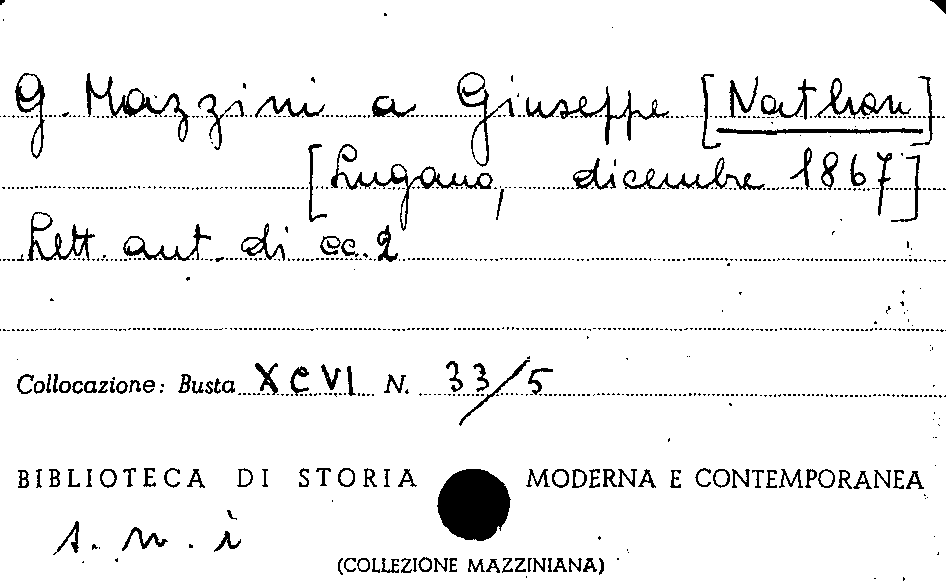 G. Mazzini a Giuseppe [Nathan]
[Lugano, dicembre 1867]
Lett. aut. di cc. 2
Collocazione: Busta XCVI N. 33/5
BIBLIOTECA DI STORIA MODERNA E CONTEMPORANEA
s. n. i
(COLLEZIONE MAZZINIANA)